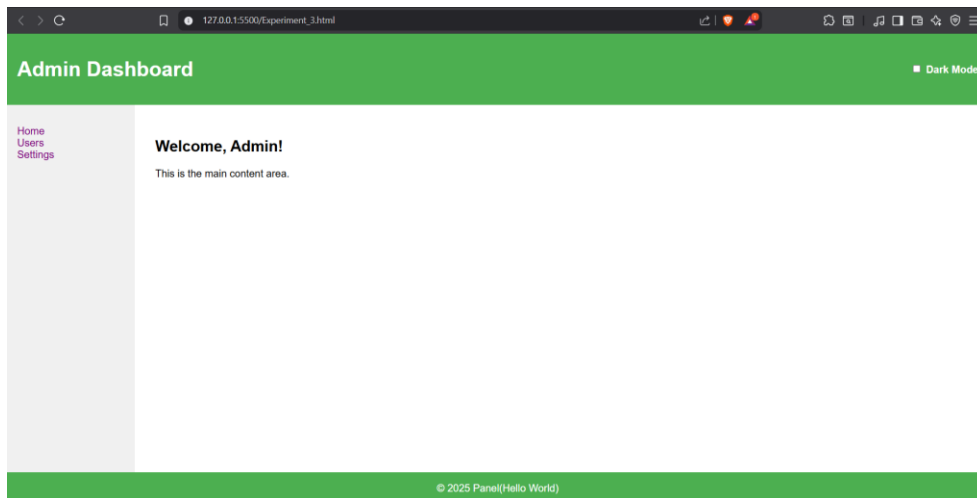 127.0.0.1:5500/Experiment_3.html
Admin Dashboard
Dark Mode
Home
Users
Settings
Welcome, Admin!
This is the main content area.
© 2025 Panel(Hello World)